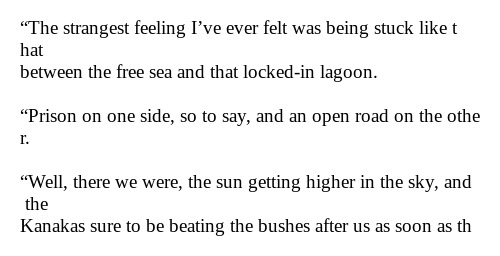 “The strangest feeling I’ve ever felt was being stuck like t
hat
between the free sea and that locked-in lagoon.

“Prison on one side, so to say, and an open road on the othe
r.

“Well, there we were, the sun getting higher in the sky, and
 the
Kanakas sure to be beating the bushes after us as soon as th